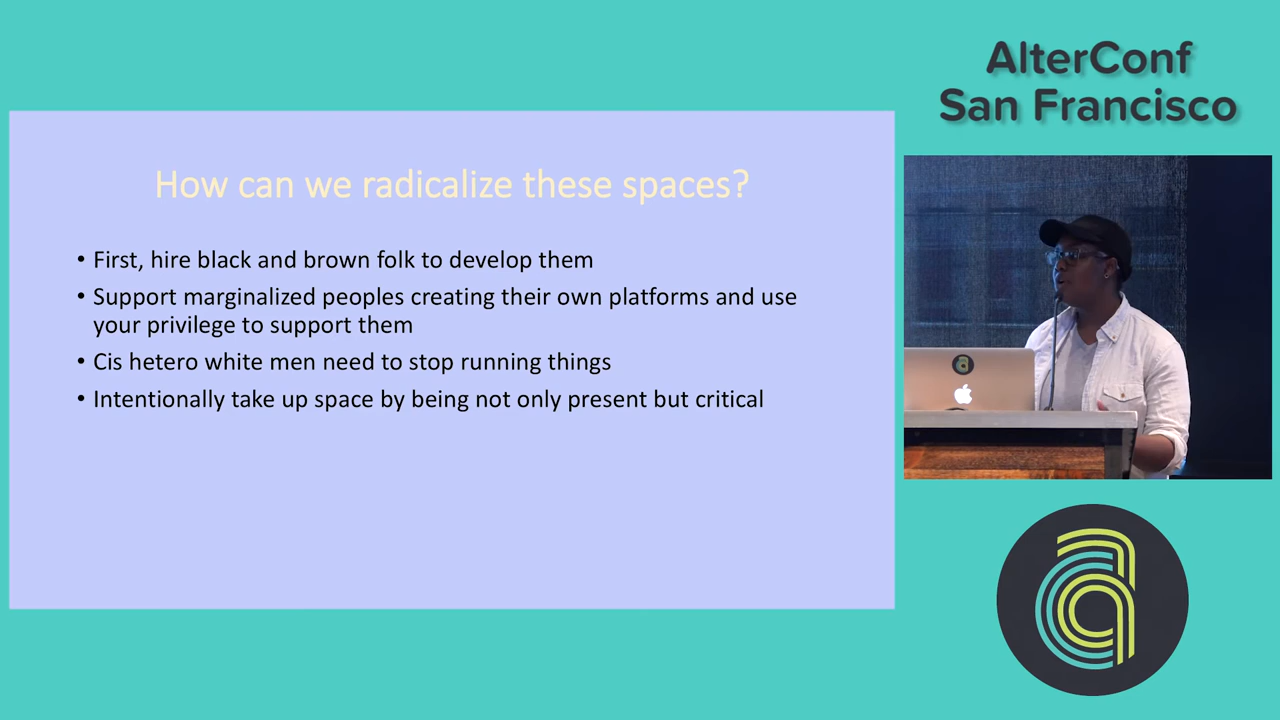 AlterConf
San Francisco
How can we radicalize these spaces?
• First, hire black and brown folk to develop them
• Support marginalized peoples creating their own platforms and use
your privilege to support them
• Cis hetero white men need to stop running things
• Intentionally take up space by being not only present but critical